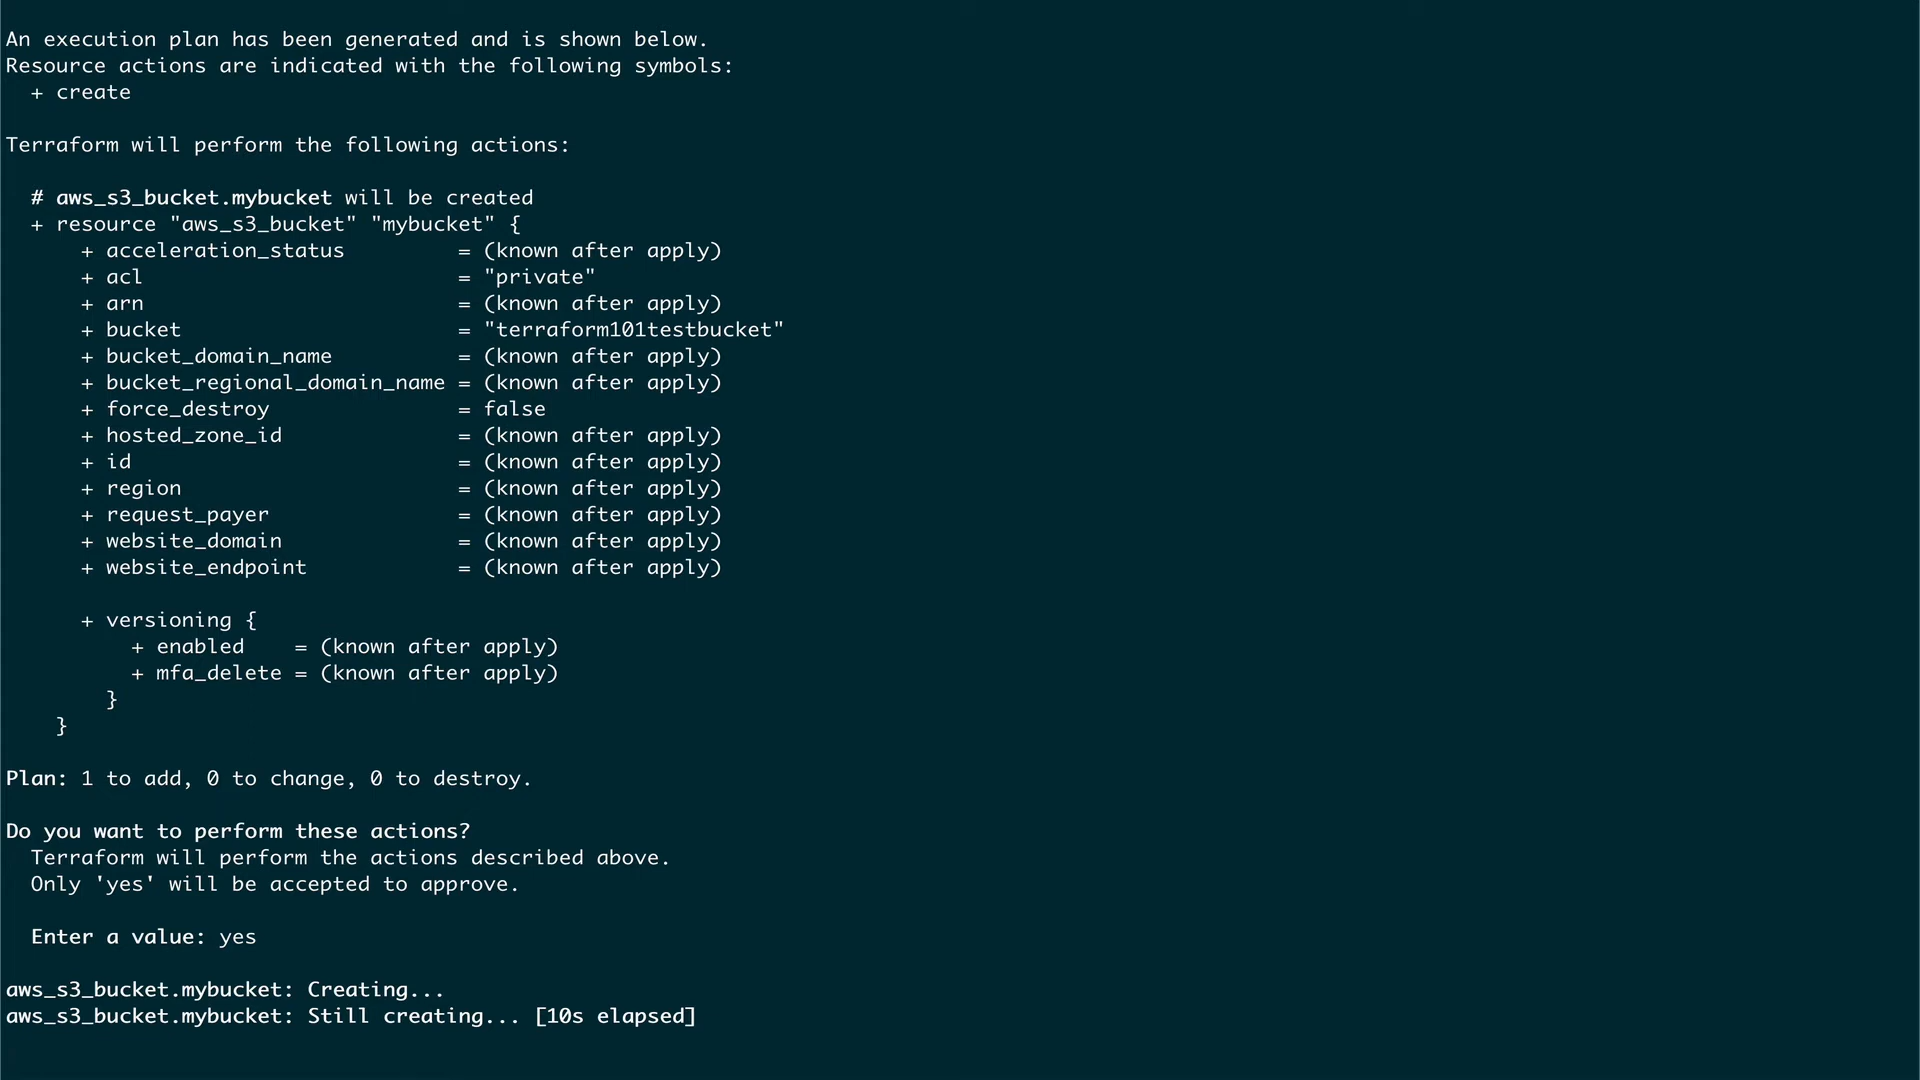 An execution plan has been generated and is shown below.
Resource actions are indicated with the following symbols:
  + create

Terraform will perform the following actions:

  # aws_s3_bucket.mybucket will be created
  + resource "aws_s3_bucket" "mybucket" {
      + acceleration_status         = (known after apply)
      + acl                         = "private"
      + arn                         = (known after apply)
      + bucket                      = "terraform101testbucket"
      + bucket_domain_name          = (known after apply)
      + bucket_regional_domain_name = (known after apply)
      + force_destroy               = false
      + hosted_zone_id              = (known after apply)
      + id                          = (known after apply)
      + region                      = (known after apply)
      + request_payer               = (known after apply)
      + website_domain              = (known after apply)
      + website_endpoint            = (known after apply)

      + versioning {
          + enabled    = (known after apply)
          + mfa_delete = (known after apply)
        }
    }

Plan: 1 to add, 0 to change, 0 to destroy.

Do you want to perform these actions?
  Terraform will perform the actions described above.
  Only 'yes' will be accepted to approve.

  Enter a value: yes

aws_s3_bucket.mybucket: Creating...
aws_s3_bucket.mybucket: Still creating... [10s elapsed]